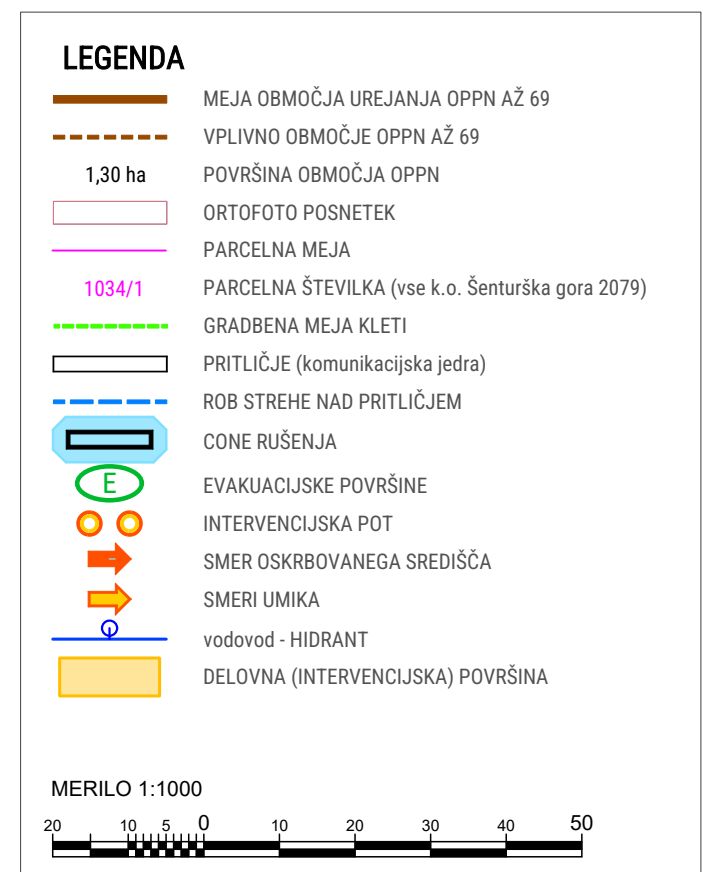 LEGENDA
MEJA OBMOČJA UREJANJA OPPN AŽ 69
VPLIVNO OBMOČJE OPPN AŽ 69
1,30 ha POVRŠINA OBMOČJA OPPN
ORTOFOTO POSNETEK
PARCELNA MEJA
1034/1 PARCELNA ŠTEVILKA (vse k.o. Šenturška gora 2079)
GRADBENA MEJA KLETI
PRITLIČJE (komunikacijska jedra)
ROB STREHE NAD PRITLIČJEM
CONE RUŠENJA
E EVAKUACIJSKE POVRŠINE
INTERVENCIJSKA POT
SMER OSKRBOVANEGA SREDIŠČA
SMERI UMIKA
vodovod - HIDRANT
DELOVNA (INTERVENCIJSKA) POVRŠINA
MERILO 1:1000
20 10 5 0 10 20 30 40 50